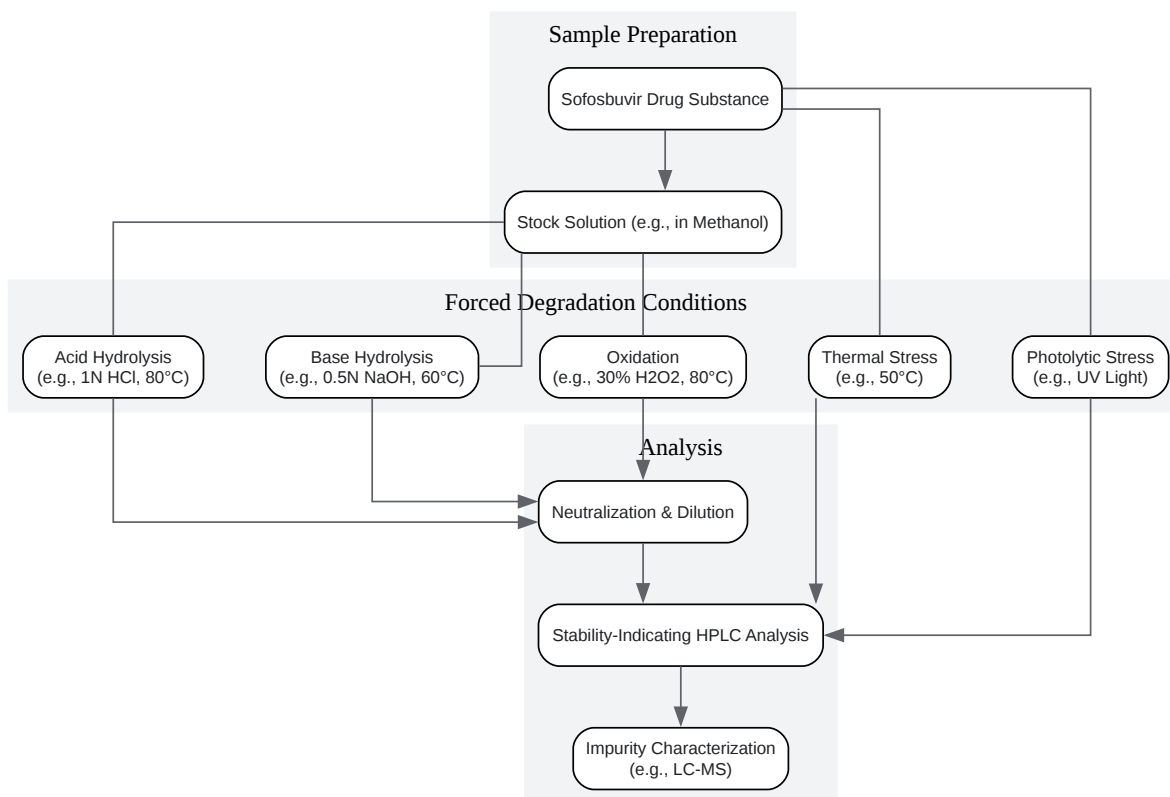 Sample Preparation
Sofosbuvir Drug Substance
Stock Solution (e.g., in Methanol)
Forced Degradation Conditions
Acid Hydrolysis
(e.g., 1N HCl, 80°C)
Base Hydrolysis
(e.g., 0.5N NaOH, 60°C)
Oxidation
(e.g., 30% H2O2, 80°C)
Thermal Stress
(e.g., 50°C)
Photolytic Stress
(e.g., UV Light)
Analysis
Neutralization & Dilution
Stability-Indicating HPLC Analysis
Impurity Characterization
(e.g., LC-MS)